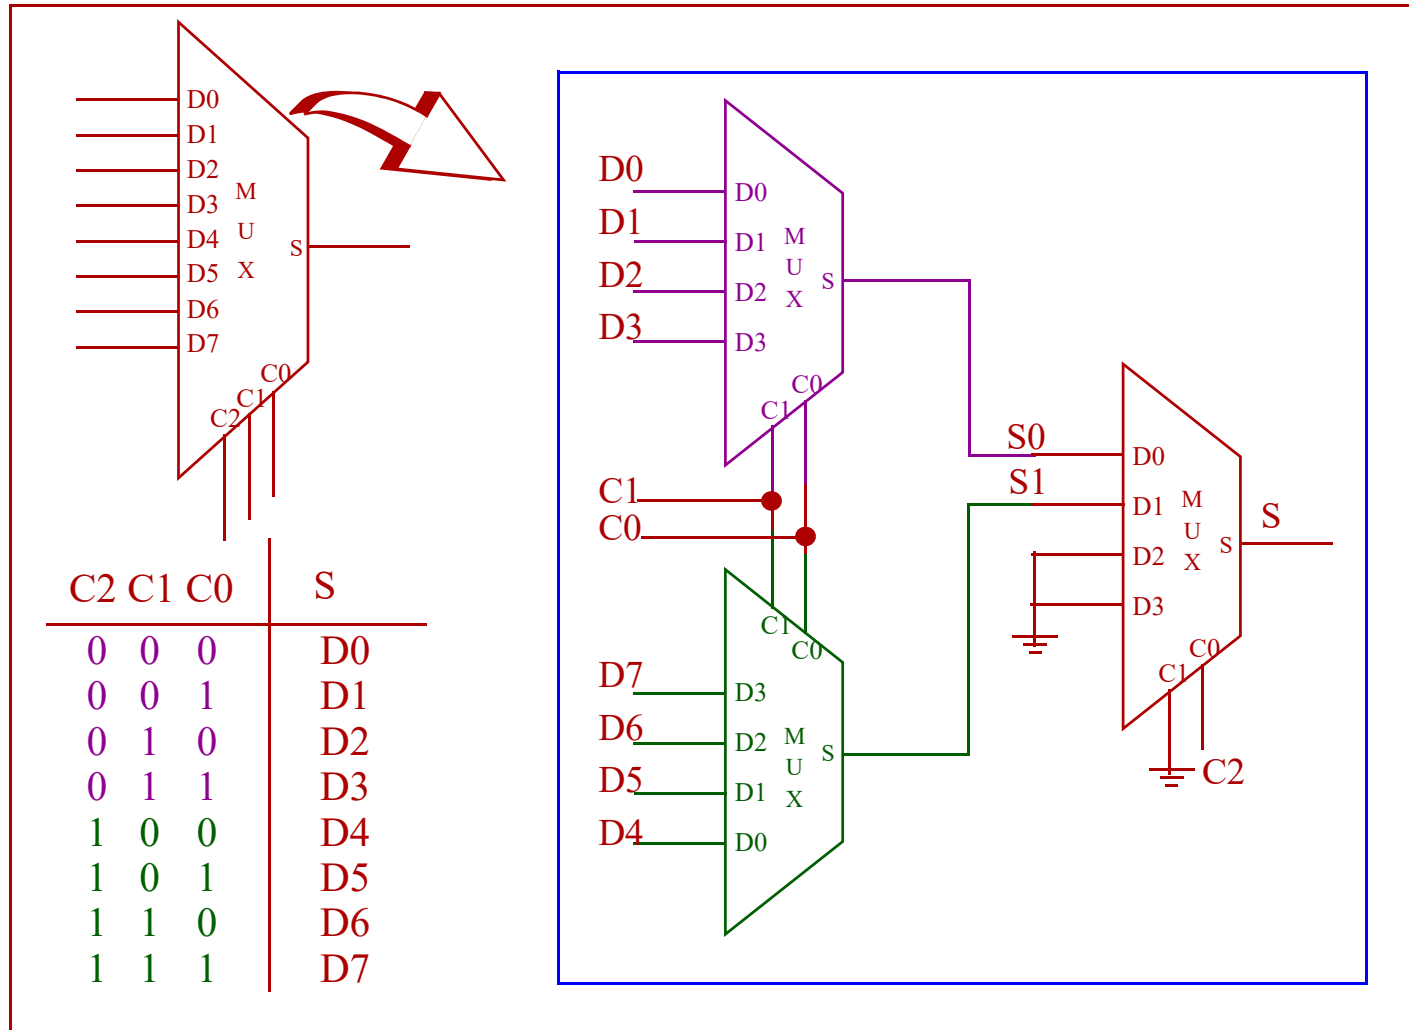 D0
D1
D2
D3
D4
D5
D6
D7
M
U
X
S
C0
C1
C2
C2 C1 C0 S
0 0 0 D0
0 0 1 D1
0 1 0 D2
0 1 1 D3
1 0 0 D4
1 0 1 D5
1 1 0 D6
1 1 1 D7
D0 D0
D1 D1
D2 D2
D3 D3
M
U
X
S
C0
C1
C1
C0
C1
C0
D7 D3
D6 D2
D5 D1
D4 D0
M
U
X
S
S0 D0
S1 D1
D2
D3
M
U
X
S
S
C0
C1
C2